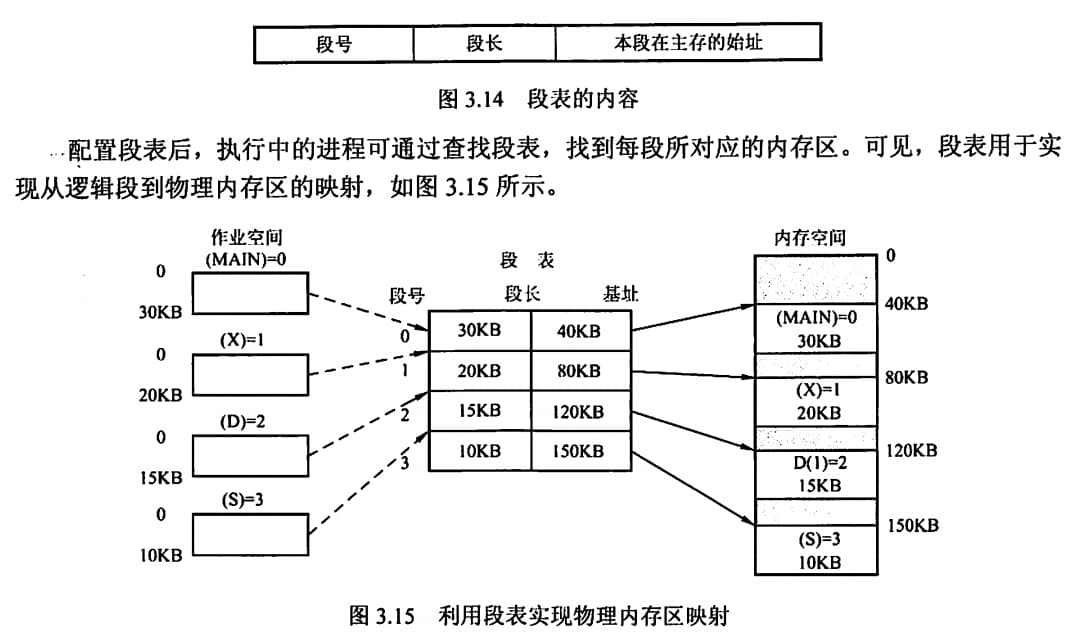 段号 段长 本段在主存的始址
图 3.14 段表的内容
配置段表后，执行中的进程可通过查找段表，找到每段所对应的内存区。可见，段表用于实
现从逻辑段到物理内存区的映射，如图 3.15 所示。
作业空间
(MAIN)=0
0
30KB
(X)=1
0
20KB
(D)=2
0
15KB
(S)=3
0
10KB
段 表
段号 段长 基址
0 30KB 40KB
1 20KB 80KB
2 15KB 120KB
3 10KB 150KB
内存空间
0
40KB
(MAIN)=0
30KB
80KB
(X)=1
20KB
120KB
D(1)=2
15KB
150KB
(S)=3
10KB
图 3.15 利用段表实现物理内存区映射